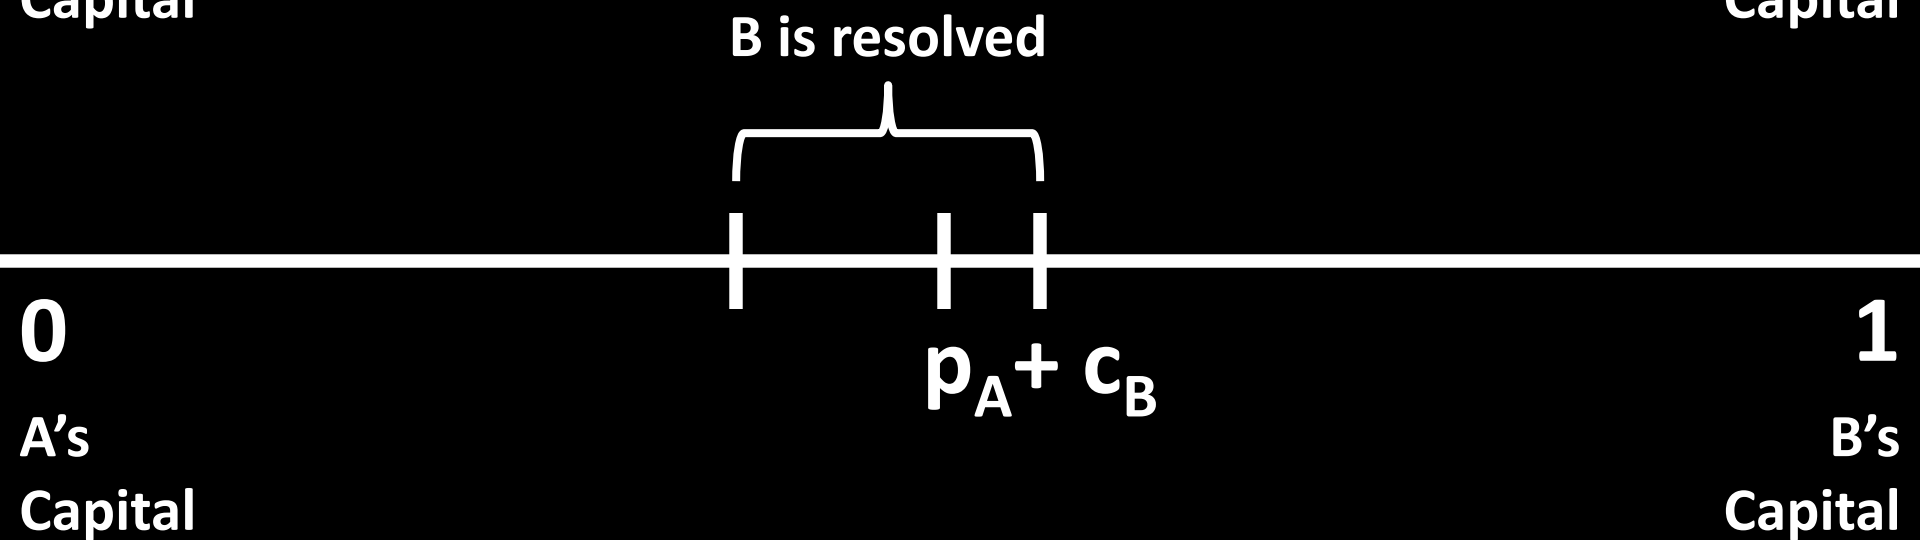 Capital Capital
B is resolved
0 1
pA+ cB
A’s B’s
Capital Capital